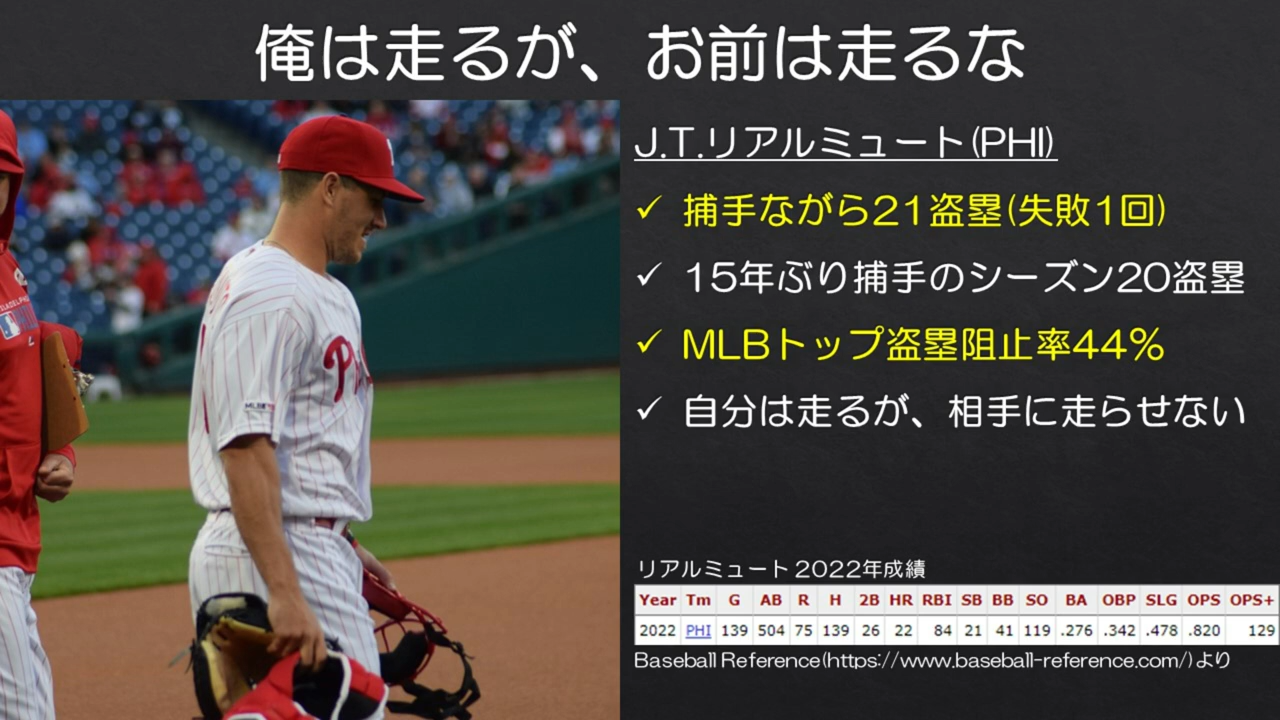 俺は走るが、お前は走るな
J.T.リアルミュート(PHI)
✓ 捕手ながら21盗塁(失敗1回)
✓ 15年ぶり捕手のシーズン20盗塁
✓ MLBトップ盗塁阻止率44%
✓ 自分は走るが、相手に走らせない
リアルミュート2022年成績
Year Tm G AB R H 2B HR RBI SB BB SO BA OBP SLG OPS OPS+
2022 PHI 139 504 75 139 26 22 84 21 41 119 .276 .342 .478 .820 129
Baseball Reference(https://www.baseball-reference.com/)より